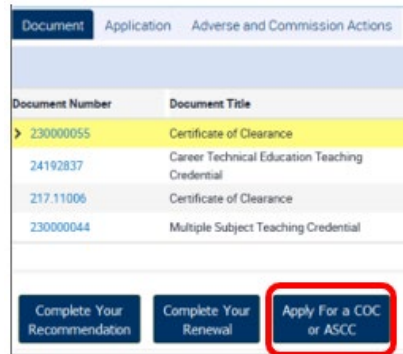 Document Application Adverse and Commission Actions
Document Number Document Title
> 230000055 Certificate of Clearance
24192837 Career Technical Education Teaching
Credential
217.11006 Certificate of Clearance
230000044 Multiple Subject Teaching Credential
Complete Your Complete Your Apply For a COC
Recommendation Renewal or ASCC